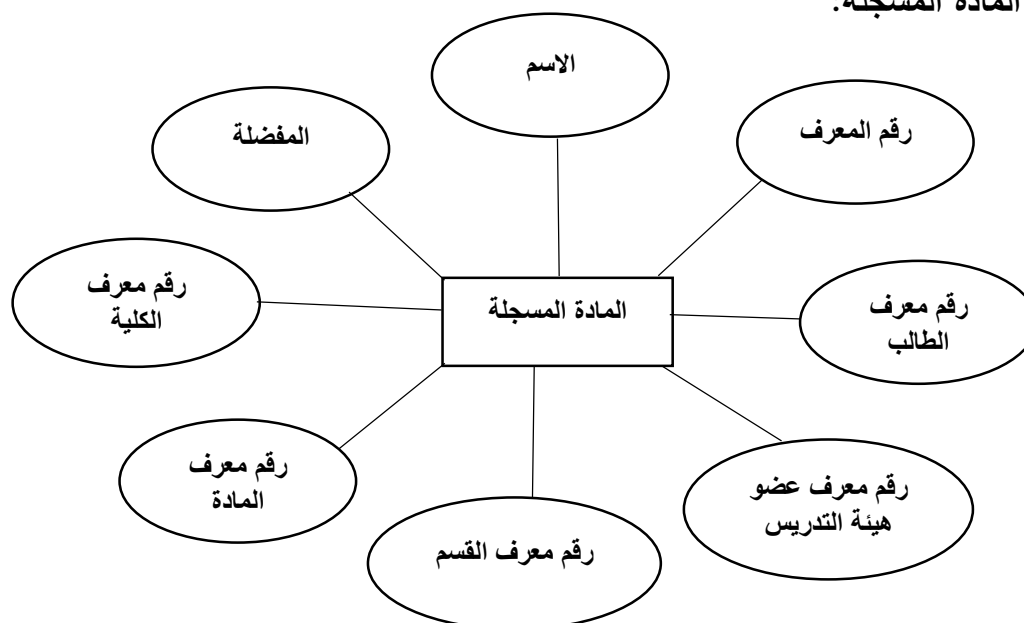 المادة المسجلة.
الاسم
رقم المعرف
المفضلة
رقم معرف
الكلية
المادة المسجلة
رقم معرف
الطالب
رقم معرف
المادة
رقم معرف القسم
رقم معرف عضو
هيئة التدريس